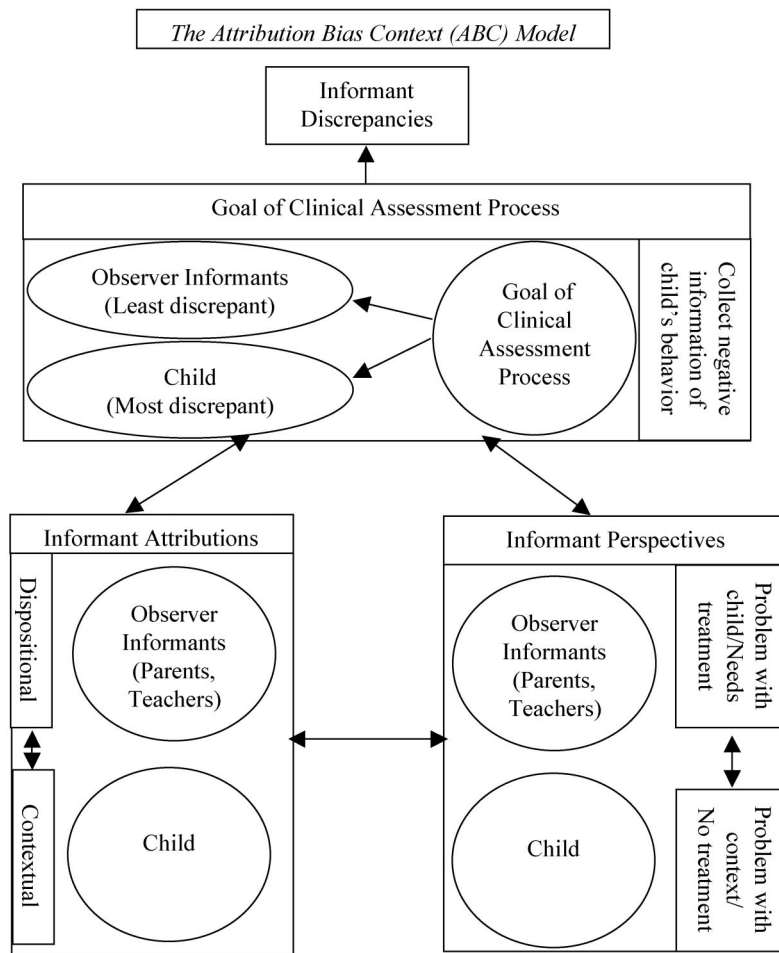 The Attribution Bias Context (ABC) Model
Informant
Discrepancies
Goal of Clinical Assessment Process
Observer Informants
(Least discrepant)
Child
(Most discrepant)
Goal of
Clinical
Assessment
Process
Collect negative
information of
child's behavior
Informant Attributions
Dispositional
Contextual
Observer
Informants
(Parents,
Teachers)
Child
Informant Perspectives
Observer
Informants
(Parents,
Teachers)
Child
Problem with
child/Needs
treatment
Problem with
context/
No treatment